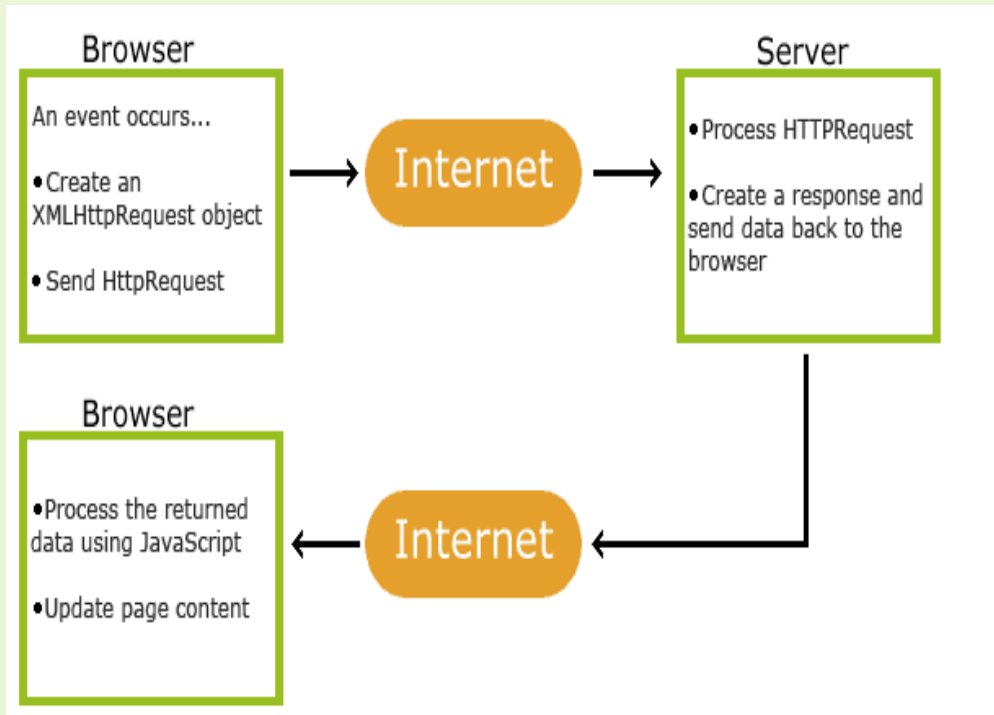 Browser
An event occurs...
•Create an
XMLHttpRequest object
• Send HttpRequest
Internet
Server
•Process HTTPRequest
•Create a response and
send data back to the
browser
Browser
•Process the returned
data using JavaScript
•Update page content
Internet